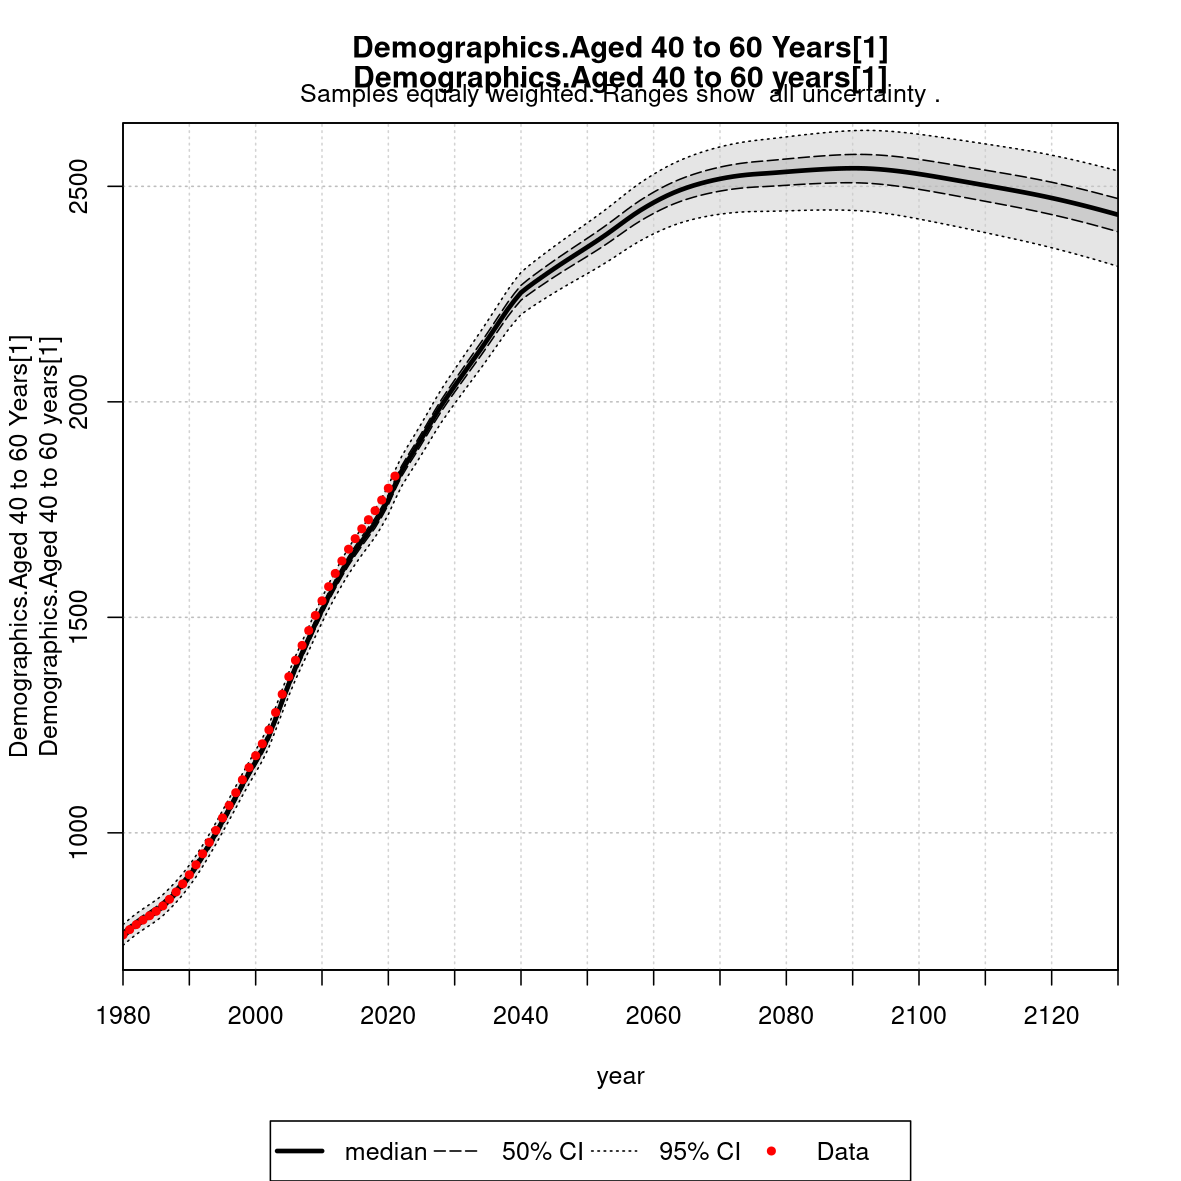 Demographics.Aged 40 to 60 Years[1]
Demographics.Aged 40 to 60 years[1]
Samples equaly weighted. Ranges show  all uncertainty .
Demographics.Aged 40 to 60 Years[1]
Demographics.Aged 40 to 60 years[1]
2500
2000
1500
1000
1980 2000 2020 2040 2060 2080 2100 2120
year
median 50% CI 95% CI Data